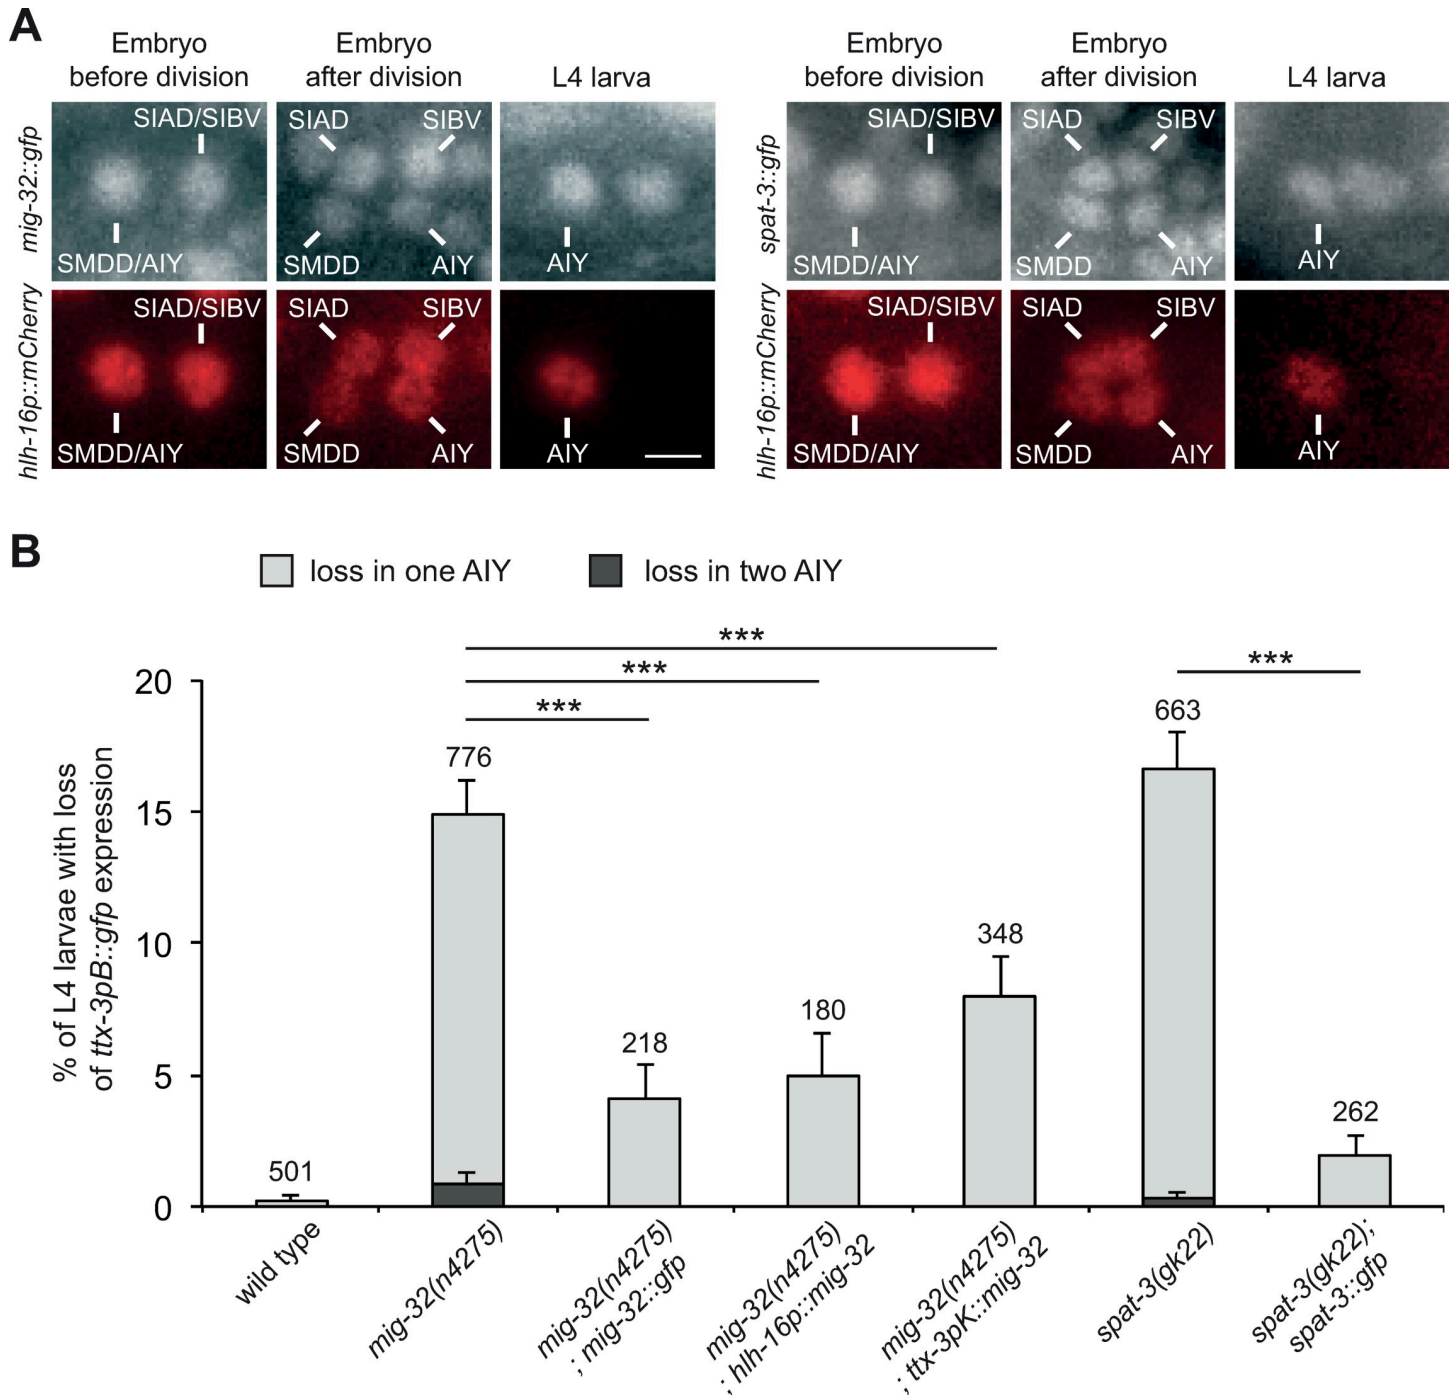 A
Embryo
before division
Embryo
after division
L4 larva
Embryo
before division
Embryo
after division
L4 larva
mig-32::gfp
SIAD/SIBV
SMDD/AIY
SIAD
SIBV
SMDD
AIY
AIY
spat-3::gfp
SIAD/SIBV
SMDD/AIY
SIAD
SIBV
SMDD
AIY
AIY
hlh-16p::mCherry
SIAD/SIBV
SMDD/AIY
SIAD
SIBV
SMDD
AIY
AIY
hlh-16p::mCherry
SIAD/SIBV
SMDD/AIY
SIAD
SIBV
SMDD
AIY
AIY
B
loss in one AIY
loss in two AIY
% of L4 larvae with loss
of ttx-3pB::gfp expression
20
15
10
5
0
***
***
***
***
501
776
218
180
348
663
262
wild type
mig-32(n4275)
mig-32(n4275)
; mig-32::gfp
mig-32(n4275)
; hlh-16p::mig-32
mig-32(n4275)
; ttx-3pK::mig-32
spat-3(gk22)
spat-3(gk22);
spat-3::gfp